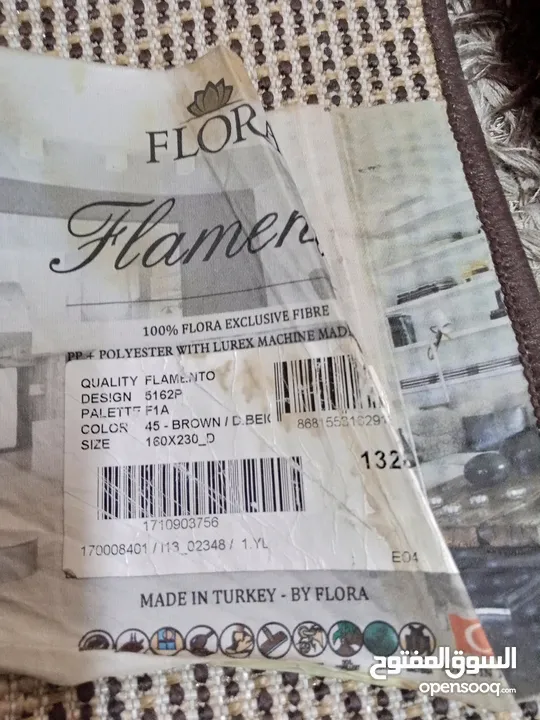 FLORA
Flamen
100% FLORA EXCLUSIVE FIBRE
PP + POLYESTER WITH LUREX MACHINE MADE
QUALITY FLAMENTO
DESIGN 5162P
PALETTE F1A
COLOR 45 - BROWN / D.BEIG
SIZE 160X230_D
1710903756
170008401 / I13_02348 / 1.YL
E04
MADE IN TURKEY - BY FLORA
السوق المفتوح
opensooq.com